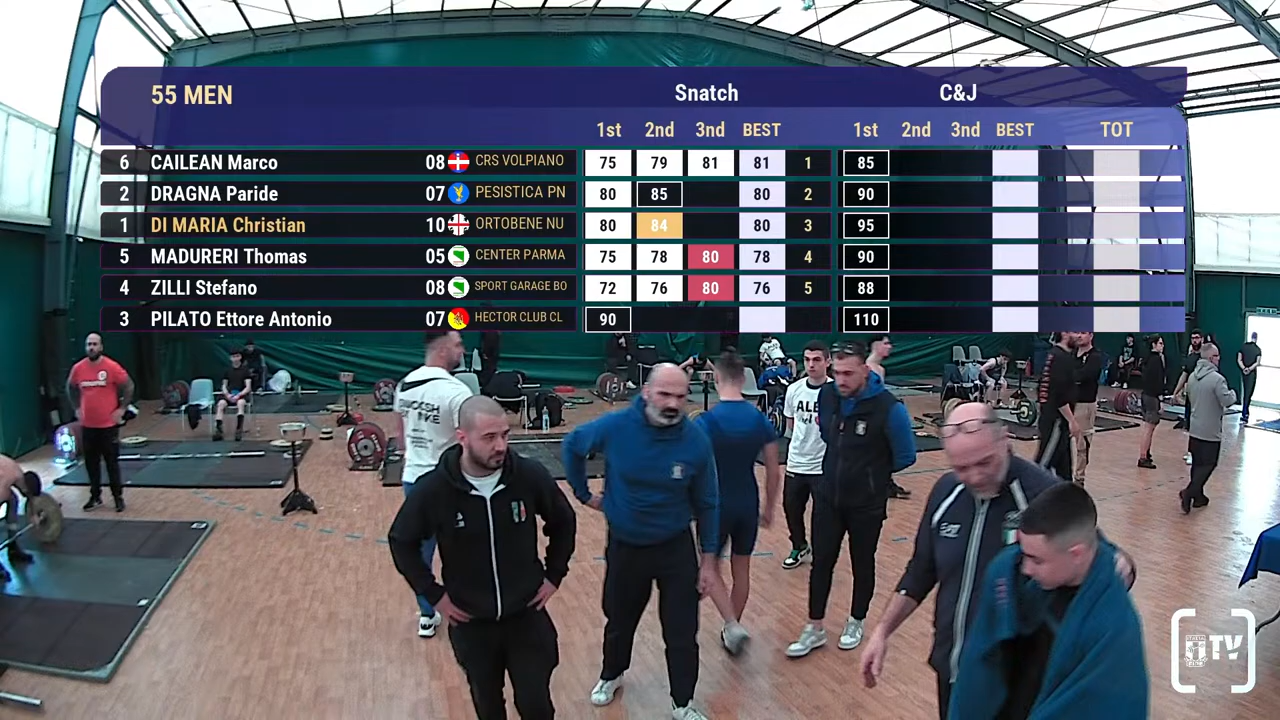 55 MEN Snatch C&J
1st 2nd 3rd BEST 1st 2nd 3rd BEST TOT
6 CAILEAN Marco 08 CRS VOLPIANO 75 79 81 81 1 85
2 DRAGNA Paride 07 PESISTICA PN 80 85 80 2 90
1 DI MARIA Christian 10 ORTOBENE NU 80 84 80 3 95
5 MADURERI Thomas 05 CENTER PARMA 75 78 80 78 4 90
4 ZILLI Stefano 08 SPORT GARAGE BO 72 76 80 76 5 88
3 PILATO Ettore Antonio 07 HECTOR CLUB CL 90 110
TV